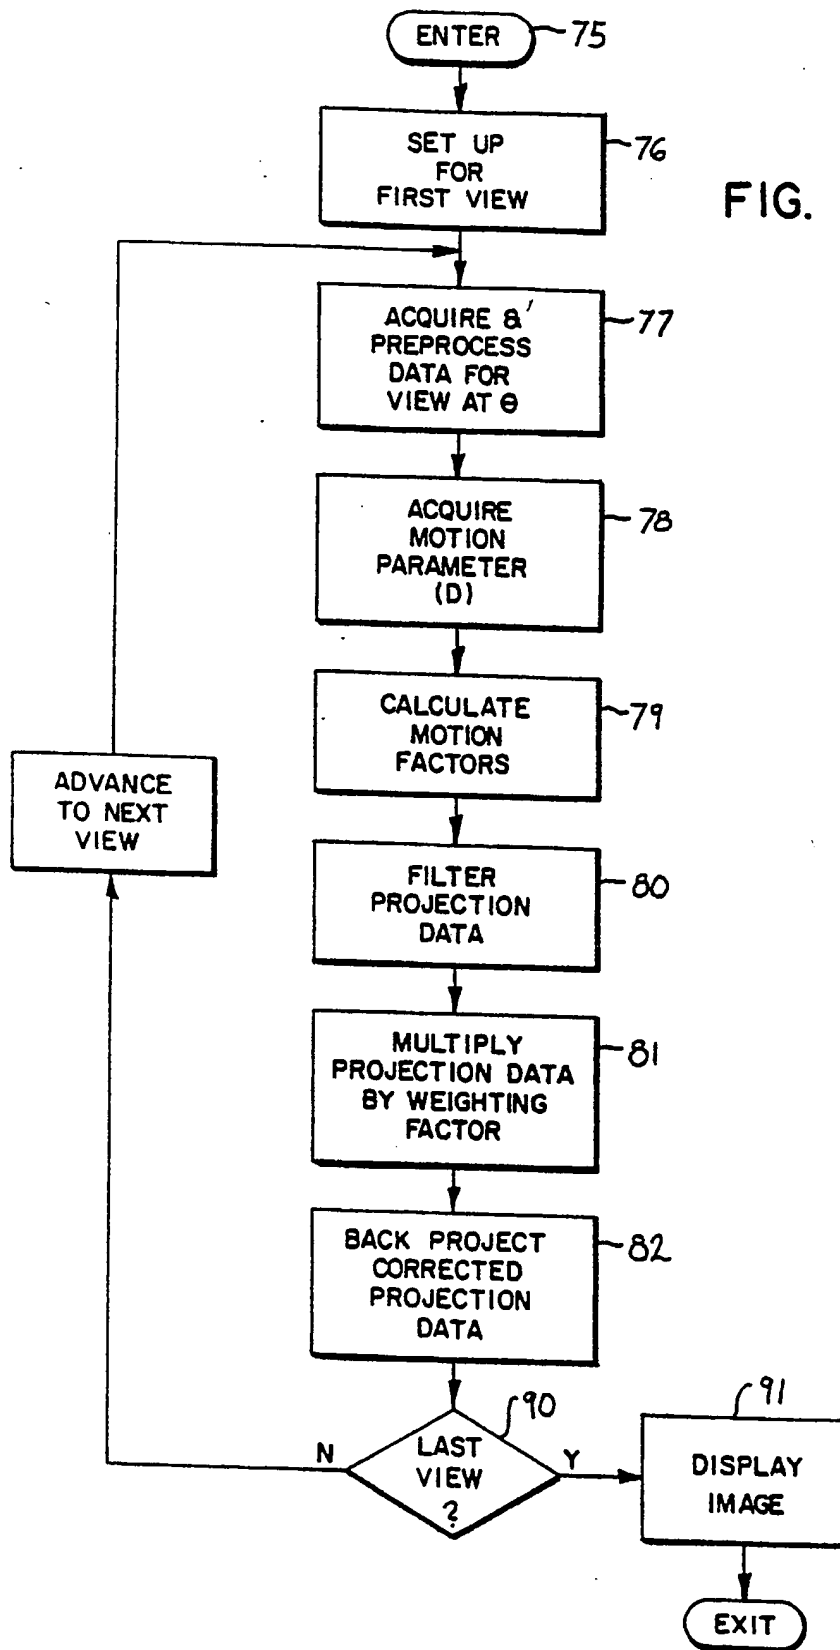 ENTER
75
SET UP
FOR
FIRST VIEW
76
FIG.
ACQUIRE &
PREPROCESS
DATA FOR
VIEW AT Θ
77
ACQUIRE
MOTION
PARAMETER
(D)
78
CALCULATE
MOTION
FACTORS
79
ADVANCE
TO NEXT
VIEW
FILTER
PROJECTION
DATA
80
MULTIPLY
PROJECTION DATA
BY WEIGHTING
FACTOR
81
BACK PROJECT
CORRECTED
PROJECTION
DATA
82
LAST
VIEW
?
90
N
Y
DISPLAY
IMAGE
91
EXIT